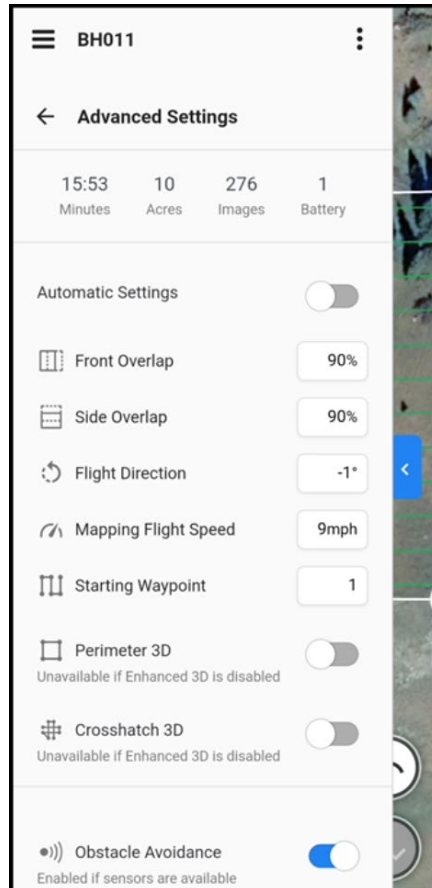 BH011
Advanced Settings
15:53 10 276 1
Minutes Acres Images Battery
Automatic Settings
Front Overlap 90%
Side Overlap 90%
Flight Direction -1°
Mapping Flight Speed 9mph
Starting Waypoint 1
Perimeter 3D
Unavailable if Enhanced 3D is disabled
Crosshatch 3D
Unavailable if Enhanced 3D is disabled
Obstacle Avoidance
Enabled if sensors are available